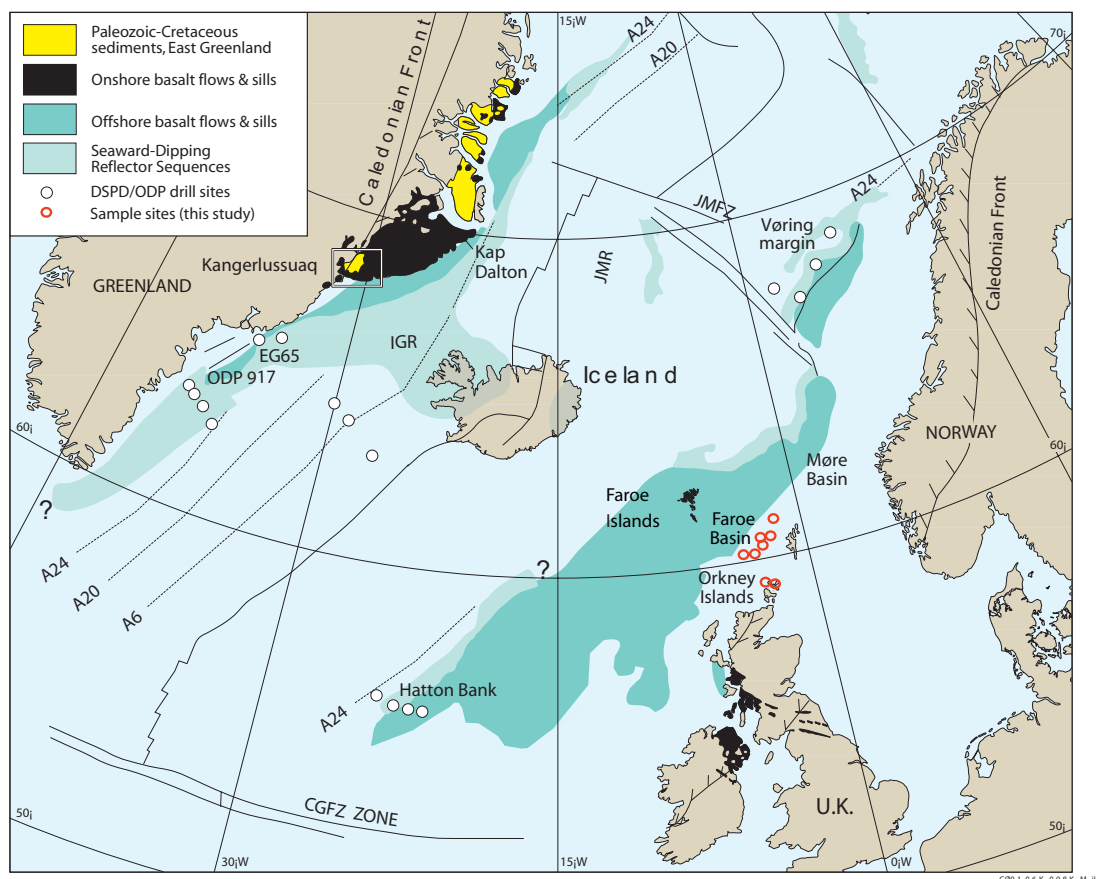 Paleozoic-Cretaceous
sediments, East Greenland
Onshore basalt flows & sills
Offshore basalt flows & sills
Seaward-Dipping
Reflector Sequences
DSPD/ODP drill sites
Sample sites (this study)
Caledonian Front
15¡W
A24
A20
70¡
JMFZ
A24
Vøring
margin
Caledonian Front
Kap
Dalton
JMR
Kangerlussuaq
GREENLAND
IGR
EG65
ODP 917
Iceland
60¡
NORWAY
60¡
Møre
Basin
?
Faroe
Islands
Faroe
Basin
?
A24
A20
A6
Orkney
Islands
Hatton Bank
A24
CGFZ ZONE
U.K.
50¡
50¡
30¡W
15¡W
0¡W